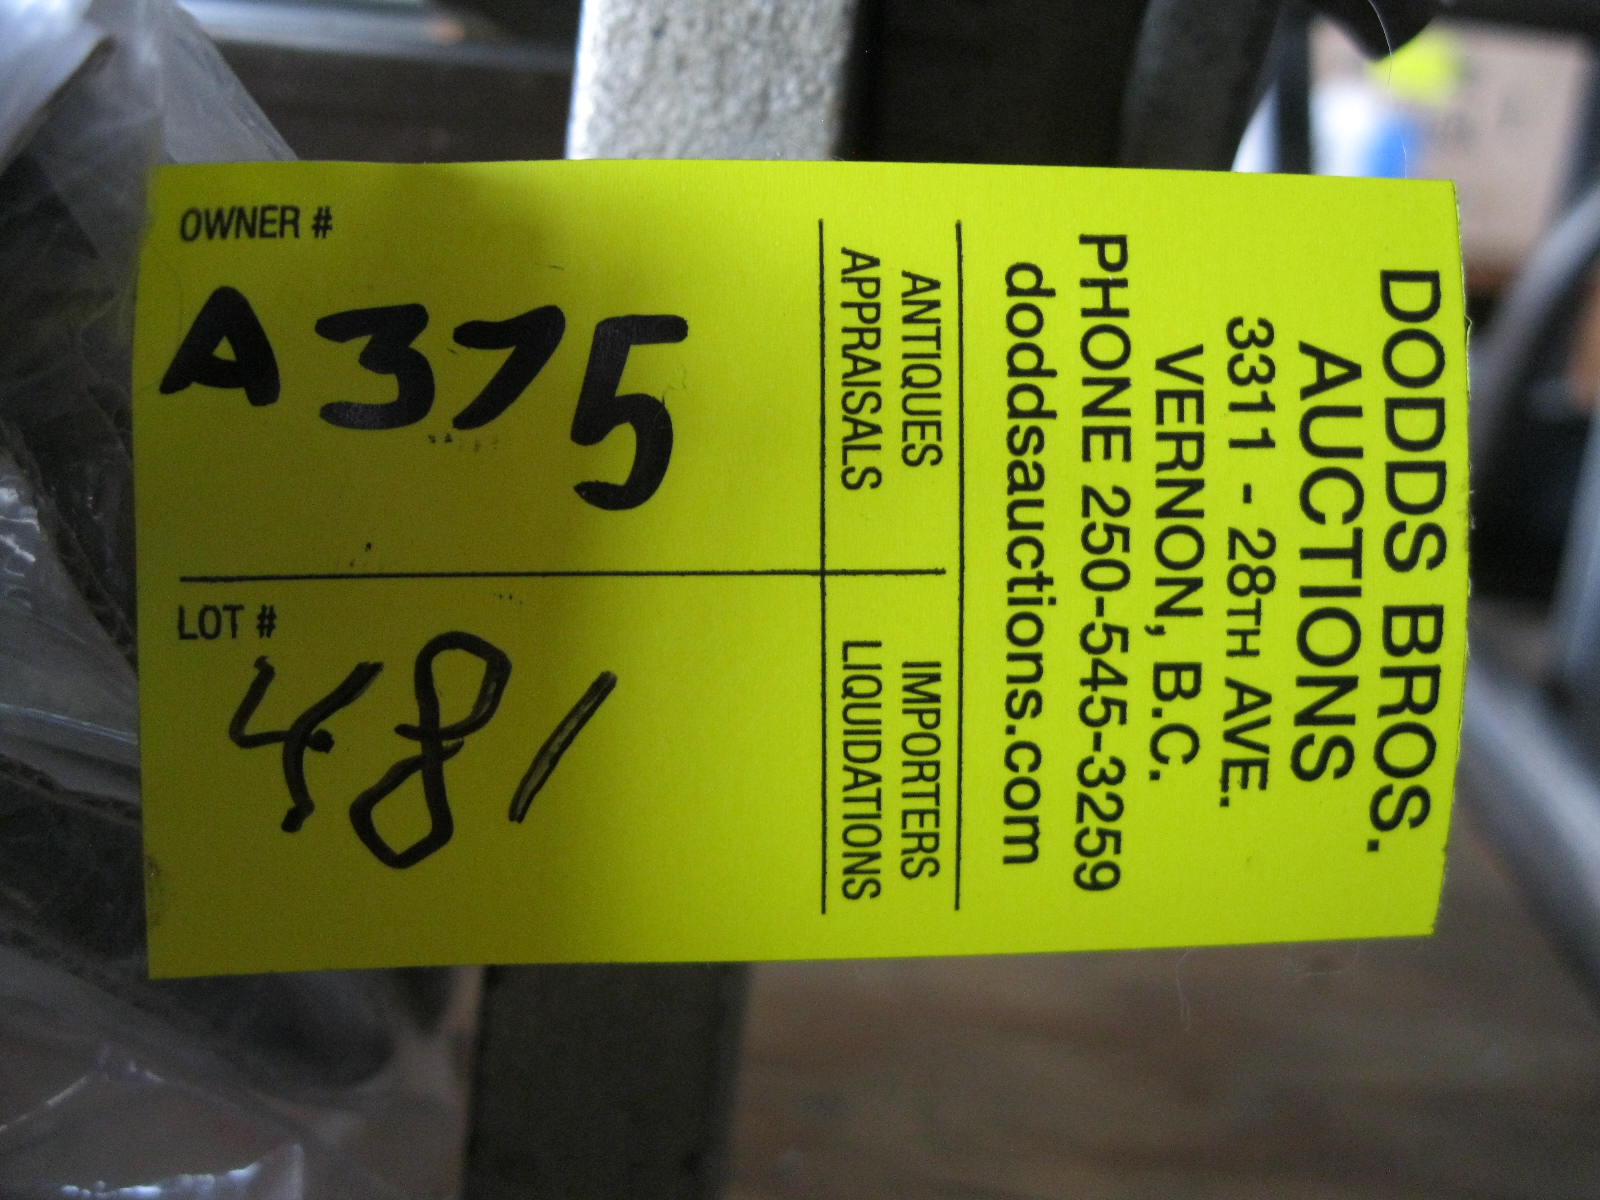 DODDS BROS.
AUCTIONS
3311 - 28TH AVE.
VERNON, B.C.
PHONE 250-545-3259
doddsauctions.com
ANTIQUES
APPRAISALS
IMPORTERS
LIQUIDATIONS
OWNER #
A375
LOT #
481